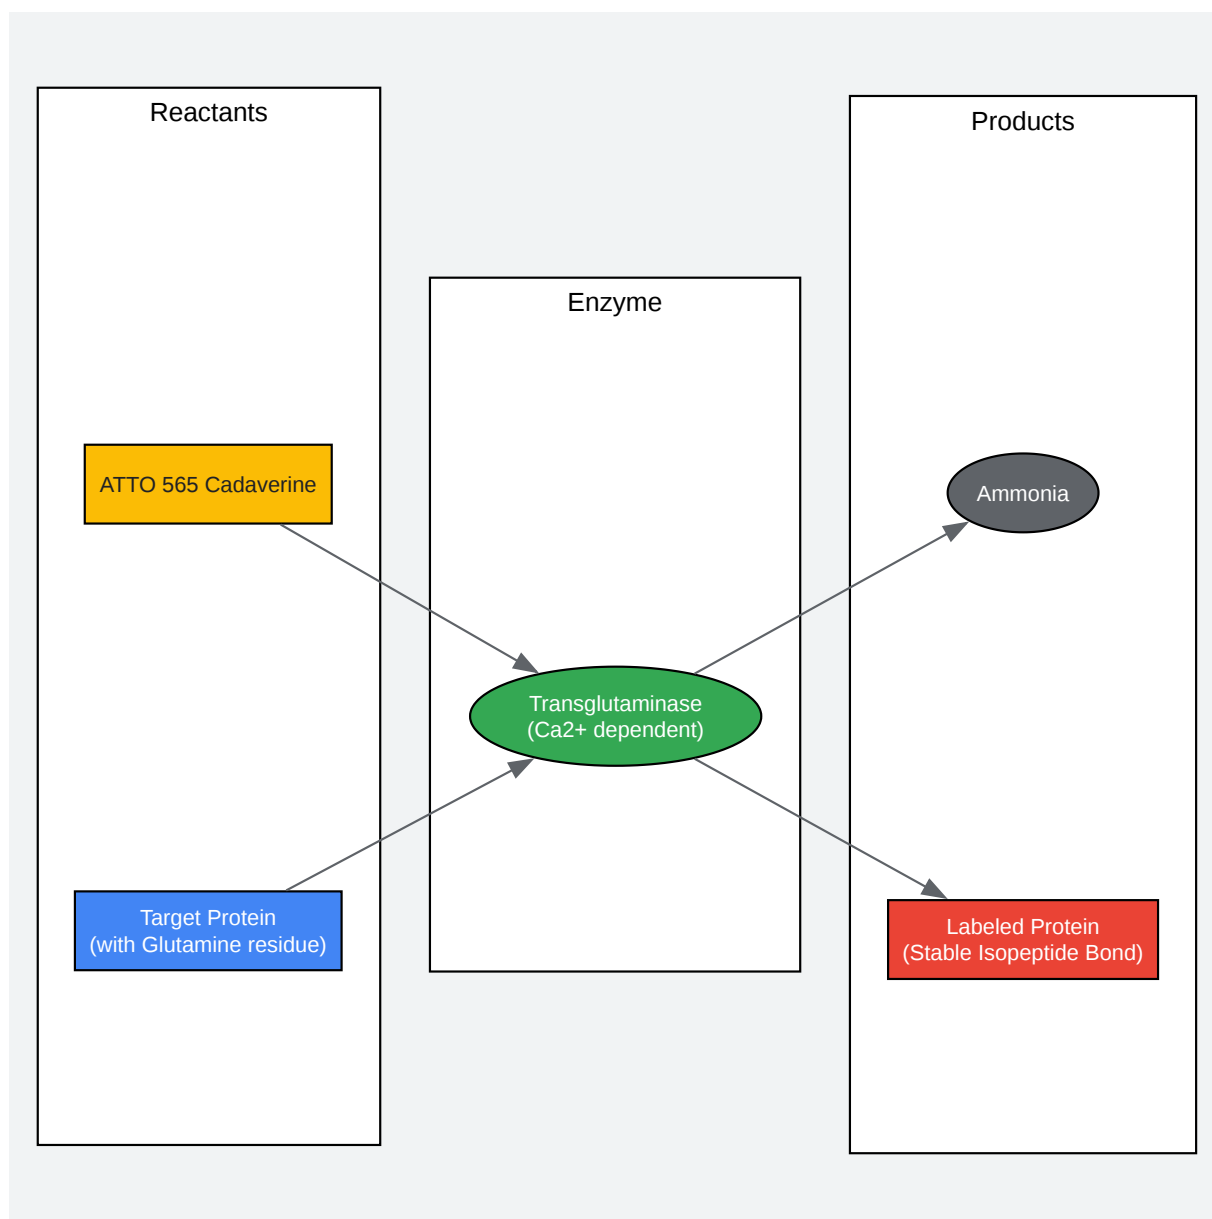 Reactants
ATTO 565 Cadaverine
Target Protein
(with Glutamine residue)
Enzyme
Transglutaminase
(Ca2+ dependent)
Products
Ammonia
Labeled Protein
(Stable Isopeptide Bond)